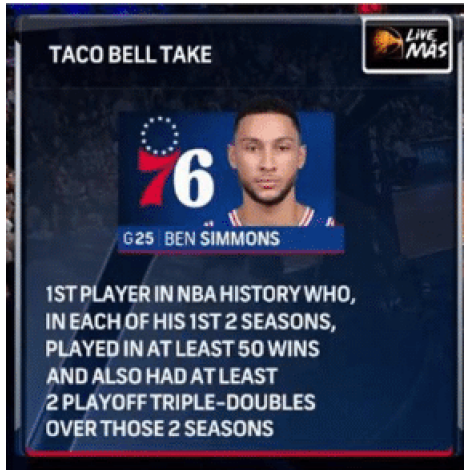 TACO BELL TAKE
LIVE
MÁS
76
G 25 BEN SIMMONS
1ST PLAYER IN NBA HISTORY WHO,
IN EACH OF HIS 1ST 2 SEASONS,
PLAYED IN AT LEAST 50 WINS
AND ALSO HAD AT LEAST
2 PLAYOFF TRIPLE-DOUBLES
OVER THOSE 2 SEASONS